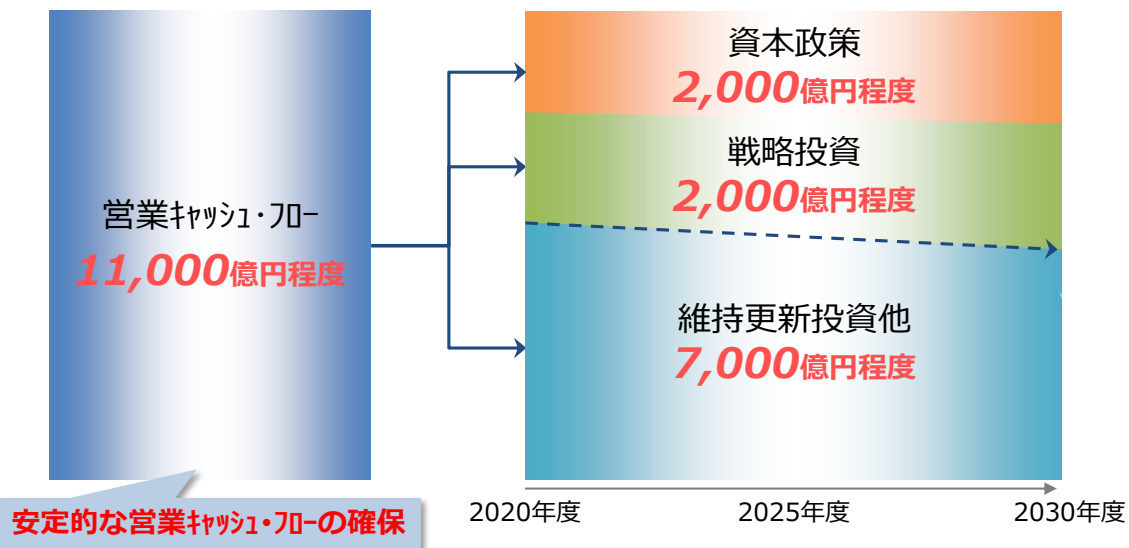 営業ｷｬｯｼｭ･ﾌﾛｰ
11,000億円程度
安定的な営業ｷｬｯｼｭ･ﾌﾛｰの確保
資本政策
2,000億円程度
戦略投資
2,000億円程度
維持更新投資他
7,000億円程度
2020年度
2025年度
2030年度